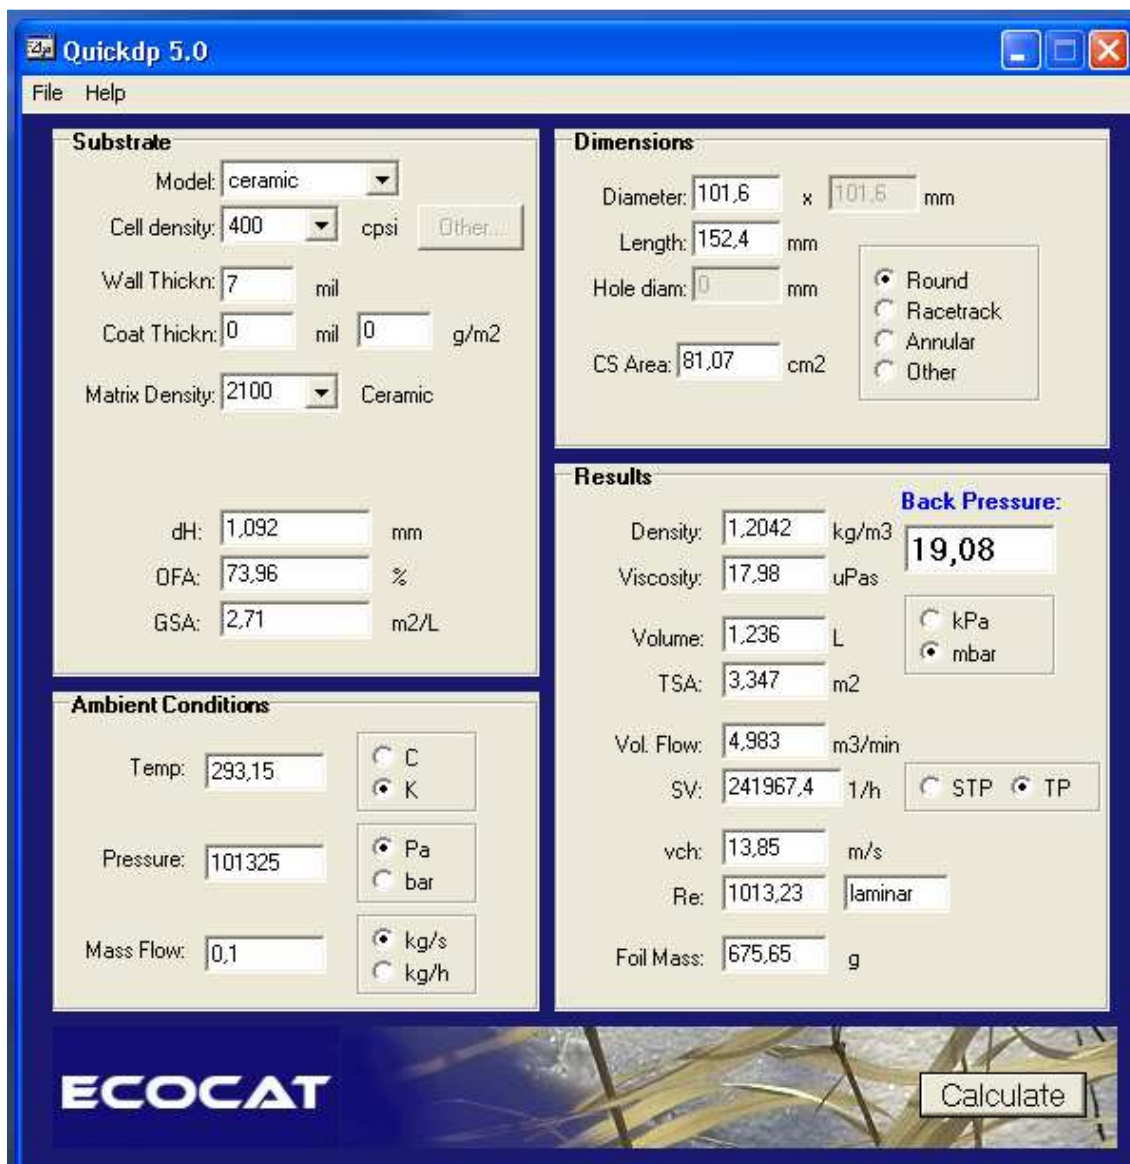 Quickdp 5.0
File Help
Substrate
Model: ceramic
Cell density: 400 cpsi Other...
Wall Thickn: 7 mil
Coat Thickn: 0 mil 0 g/m2
Matrix Density: 2100 Ceramic
dH: 1,092 mm
OFA: 73,96 %
GSA: 2,71 m2/L
Ambient Conditions
Temp: 293,15
C
K
Pressure: 101325
Pa
bar
Mass Flow: 0,1
kg/s
kg/h
Dimensions
Diameter: 101,6 x 101,6 mm
Length: 152,4 mm
Hole diam: 0 mm
CS Area: 81,07 cm2
Round
Racetrack
Annular
Other
Results
Back Pressure:
19,08
kPa
mbar
Density: 1,2042 kg/m3
Viscosity: 17,98 uPas
Volume: 1,236 L
TSA: 3,347 m2
Vol. Flow: 4,983 m3/min
SV: 241967,4 1/h STP TP
vch: 13,85 m/s
Re: 1013,23 laminar
Foil Mass: 675,65 g
ECOCAT
Calculate